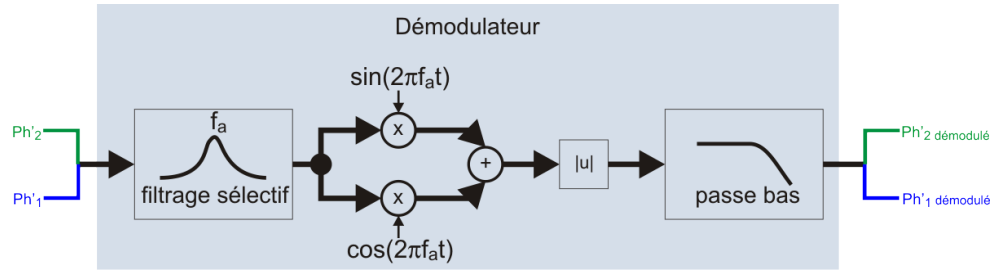 Démodulateur
sin(2πfat)
fa
Ph'2
x
Ph'2 démodulé
+
|u|
Ph'1
filtrage sélectif
x
passe bas
Ph'1 démodulé
cos(2πfat)